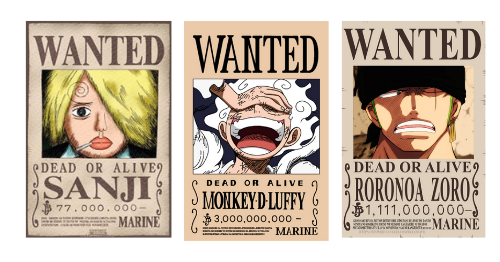 WANTED
DEAD OR ALIVE
SANJI
77,000,000-
MARINE
WANTED
DEAD OR ALIVE
MONKEY·D·LUFFY
3,000,000,000-
MARINE
WANTED
DEAD OR ALIVE
RORONOA ZORO
1,111,000,000-
MARINE